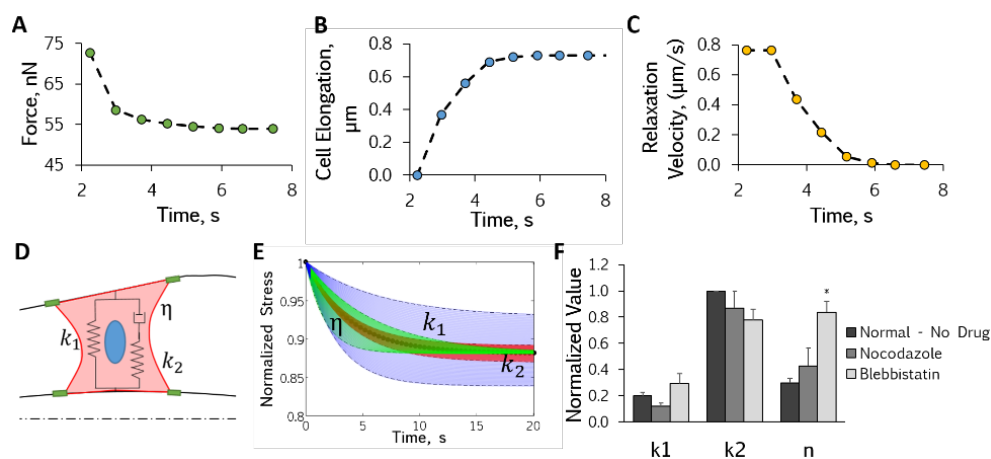 A
75
65
55
45
2
4
6
8
Force, nN
Time, s
B
0.8
0.6
0.4
0.2
0.0
2
4
6
8
Cell Elongation,
μm
Time, s
C
0.8
0.4
0.0
2
4
6
8
Relaxation
Velocity, (μm/s)
Time, s
D
k₁
η
k₂
E
1
0.95
0.9
0.85
0.8
0
5
10
15
20
Normalized Stress
Time, s
η
k₁
k₂
F
1.2
1.0
0.8
0.6
0.4
0.2
0.0
Normalized Value
k1
k2
n
*
Normal - No Drug
Nocodazole
Blebbistatin